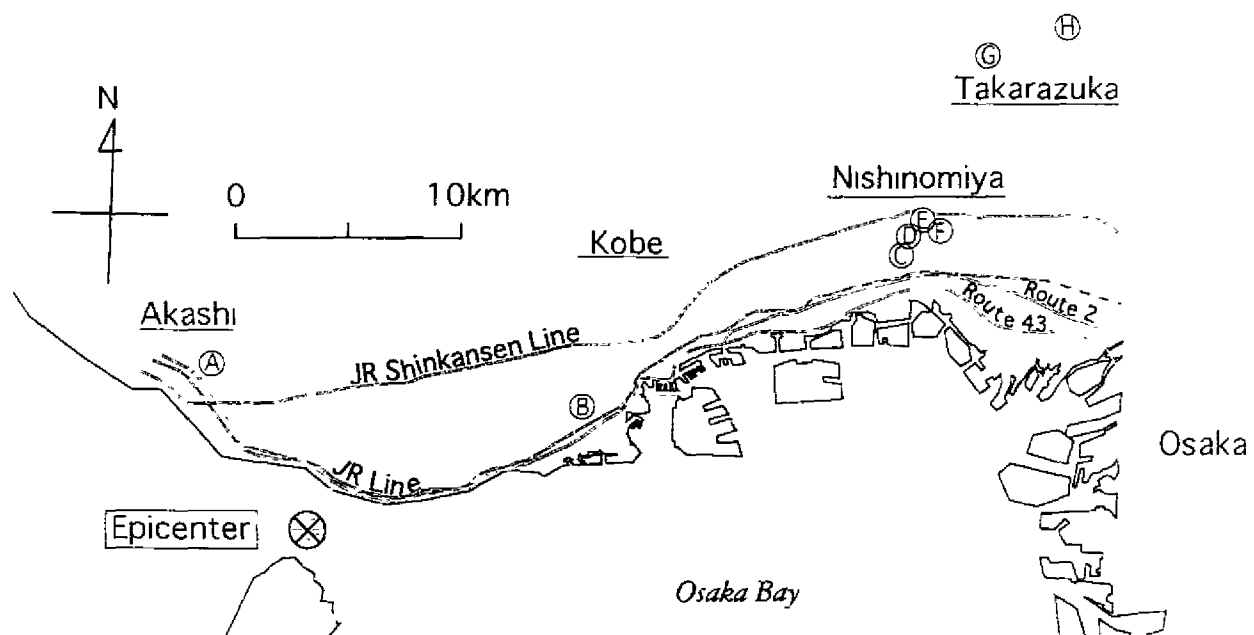 Ⓗ
Ⓖ
Takarazuka
N
0 10km
Nishinomiya
Ⓔ
Ⓓ Ⓕ
Ⓒ
Kobe
Route 2
Route 43
Akashi
Ⓐ
JR Shinkansen Line
Ⓑ
Osaka
JR Line
Epicenter
Osaka Bay